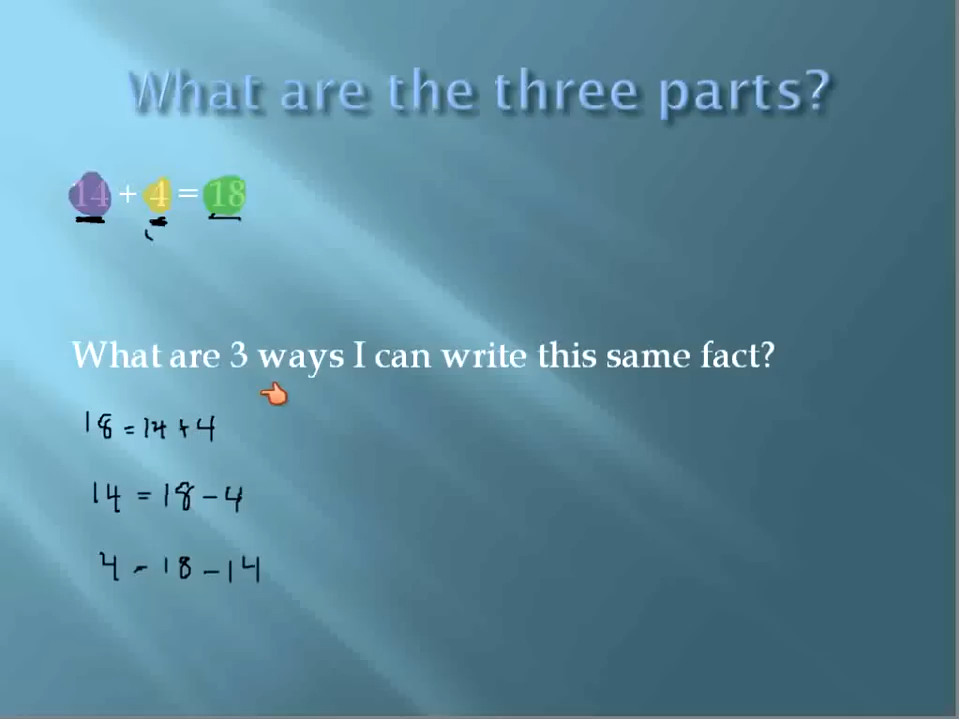 What are the three parts?
14 + 4 = 18
What are 3 ways I can write this same fact?
18 = 14 + 4
14 = 18 - 4
4 - 18 - 14